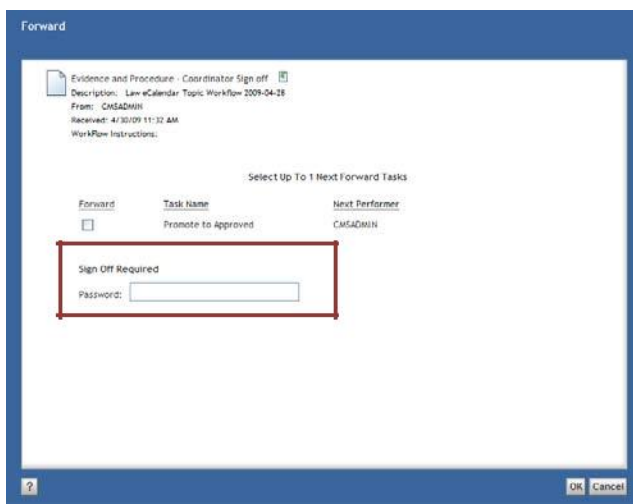 Forward
Evidence and Procedure - Coordinator Sign off
Description: Law eCalendar Topic Workflow 2009-04-28
From: CMSADMIN
Received: 4/30/09 11:32 AM
WorkFlow Instructions:
Select Up To 1 Next Forward Tasks
Forward Task Name Next Performer
Promote to Approved CMSADMIN
Sign Off Required
Password:
? OK Cancel